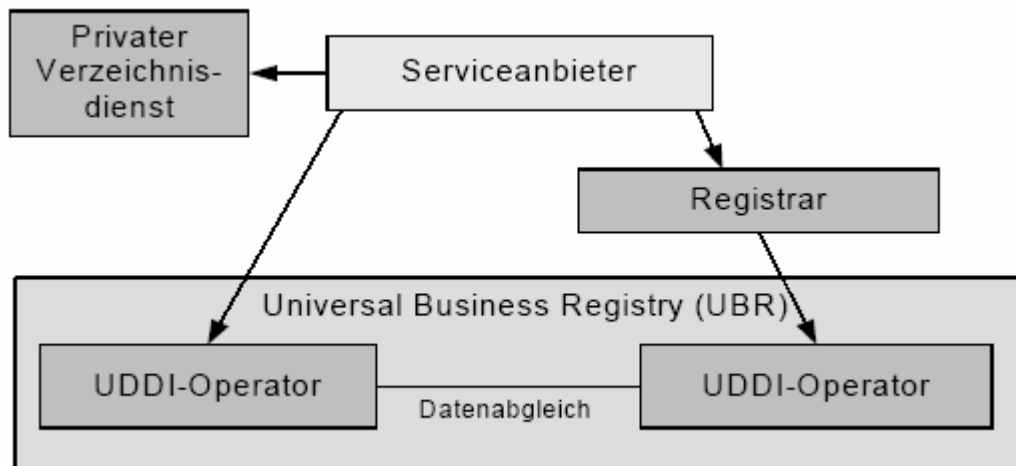 Privater
Verzeichnis-
dienst
Serviceanbieter
Registrar
Universal Business Registry (UBR)
UDDI-Operator
Datenabgleich
UDDI-Operator